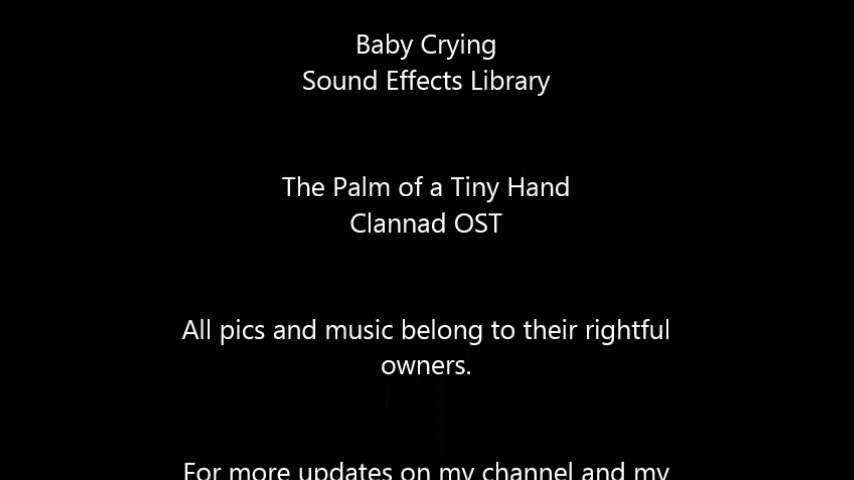 Baby Crying
Sound Effects Library
The Palm of a Tiny Hand
Clannad OST
All pics and music belong to their rightful
owners.
For more updates on my channel and my